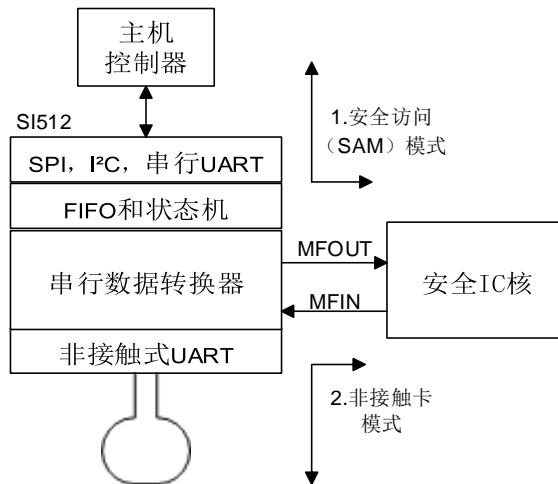 主机
控制器
SI512
1.安全访问
（SAM）模式
SPI，I²C，串行UART
FIFO和状态机
MFOUT
串行数据转换器
安全IC核
MFIN
非接触式UART
2.非接触卡
模式